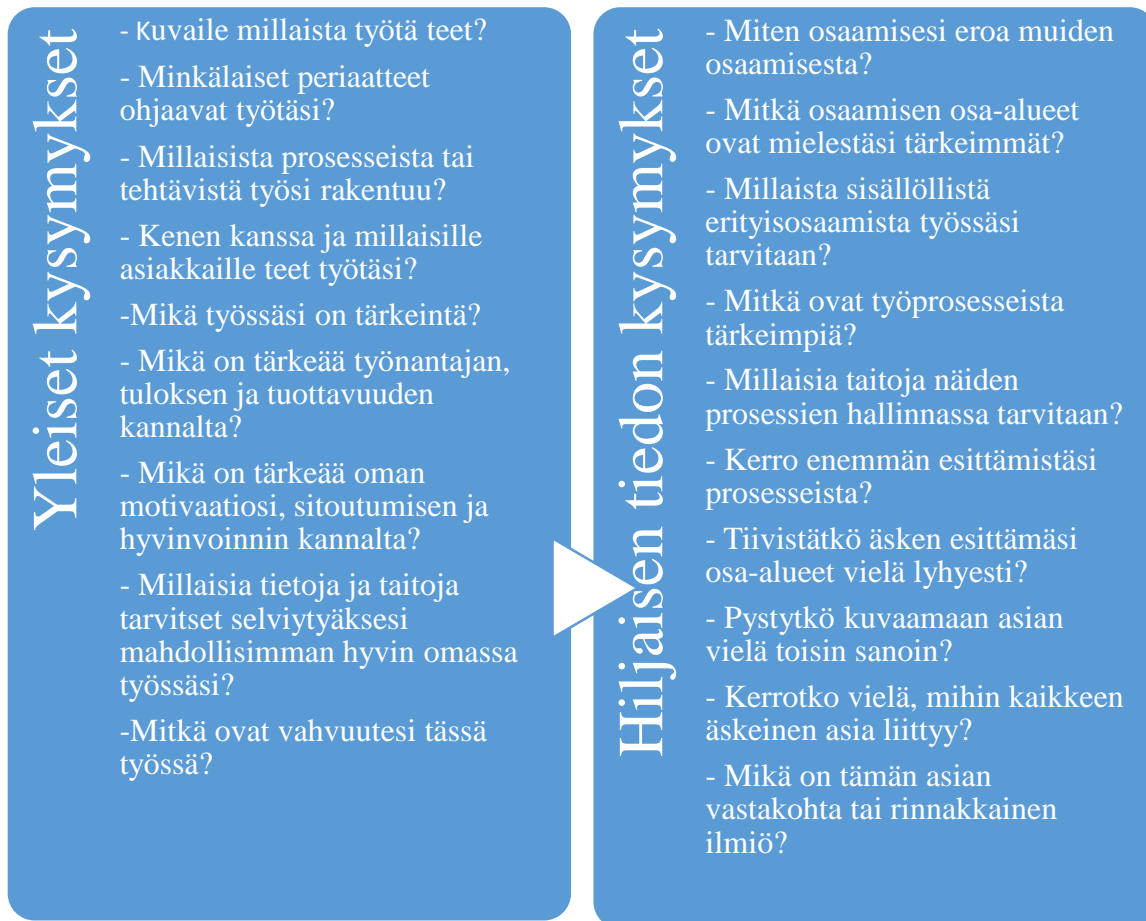 Yleiset kysymykset
- Kuvaile millaista työtä teet?
- Minkälaiset periaatteet
ohjaavat työtäsi?
- Millaisista prosesseista tai
tehtävistä työsi rakentuu?
- Kenen kanssa ja millaisille
asiakkaille teet työtäsi?
-Mikä työssäsi on tärkeintä?
- Mikä on tärkeää työnantajan,
tuloksen ja tuottavuuden
kannalta?
- Mikä on tärkeää oman
motivaatiosi, sitoutumisen ja
hyvinvoinnin kannalta?
- Millaisia tietoja ja taitoja
tarvitset selviytyäksesi
mahdollisimman hyvin omassa
työssäsi?
-Mitkä ovat vahvuutesi tässä
työssä?
Hiljaisen tiedon kysymykset
- Miten osaamisesi eroa muiden
osaamisesta?
- Mitkä osaamisen osa-alueet
ovat mielestäsi tärkeimmät?
- Millaista sisällöllistä
erityisosaamista työssäsi
tarvitaan?
- Mitkä ovat työprosesseista
tärkeimpiä?
- Millaisia taitoja näiden
prosessien hallinnassa tarvitaan?
- Kerro enemmän esittämistäsi
prosesseista?
- Tiivistätkö äsken esittämäsi
osa-alueet vielä lyhyesti?
- Pystytkö kuvaamaan asian
vielä toisin sanoin?
- Kerrotko vielä, mihin kaikkeen
äskeinen asia liittyy?
- Mikä on tämän asian
vastakohta tai rinnakkainen
ilmiö?